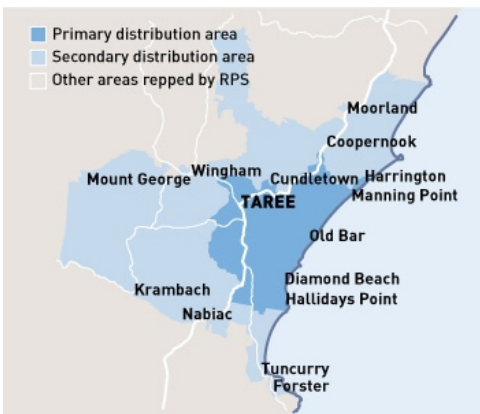 Primary distribution area
Secondary distribution area
Other areas repped by RPS
Moorland
Coopernook
Wingham
Cundletown
Harrington
Mount George
Manning Point
TAREE
Old Bar
Diamond Beach
Krambach
Hallidays Point
Nabiac
Tuncurry
Forster